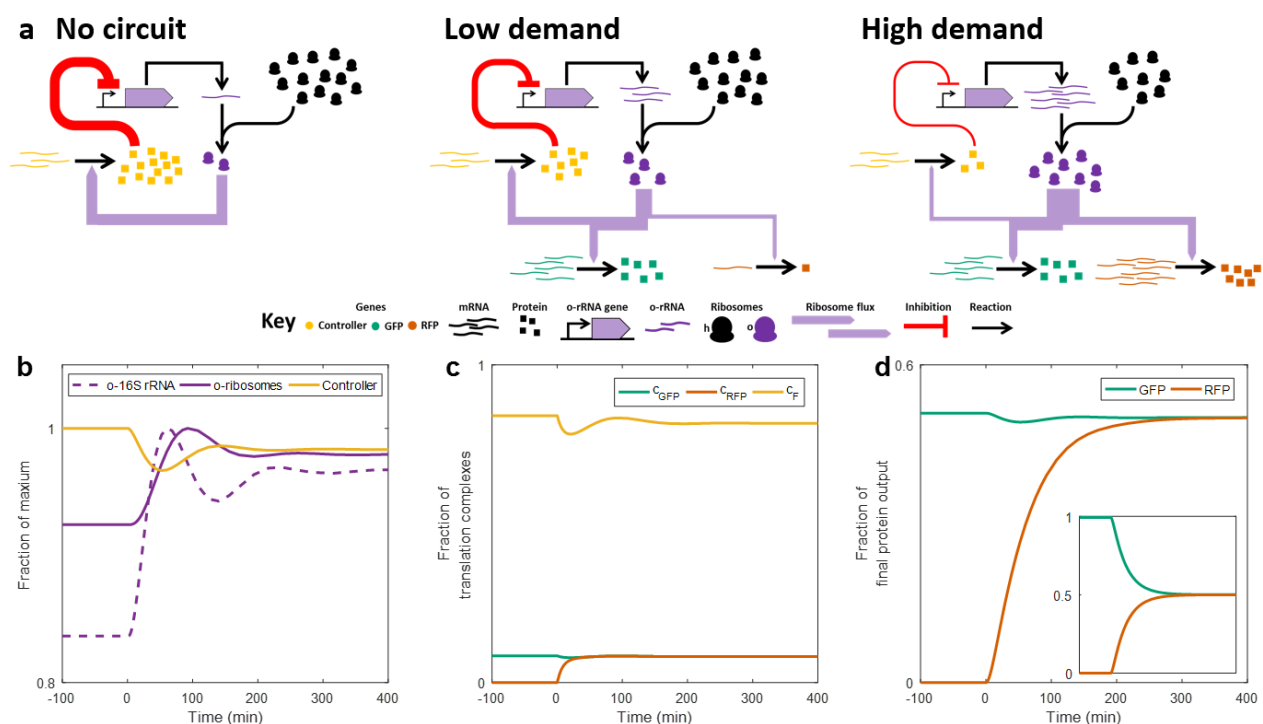 a No circuit Low demand High demand
Key
Genes mRNA Protein o-rRNA gene o-rRNA Ribosomes Ribosome flux Inhibition Reaction
Controller GFP RFP h o
b
o-16S rRNA o-ribosomes Controller
Fraction of maxium
1
0.8
-100 0 100 200 300 400
Time (min)
c
C_GFP C_RFP C_F
Fraction of
translation complexes
1
0
-100 0 100 200 300 400
Time (min)
d
GFP RFP
Fraction of
final protein output
0.6
0
1
0.5
0
-100 0 100 200 300 400
Time (min)